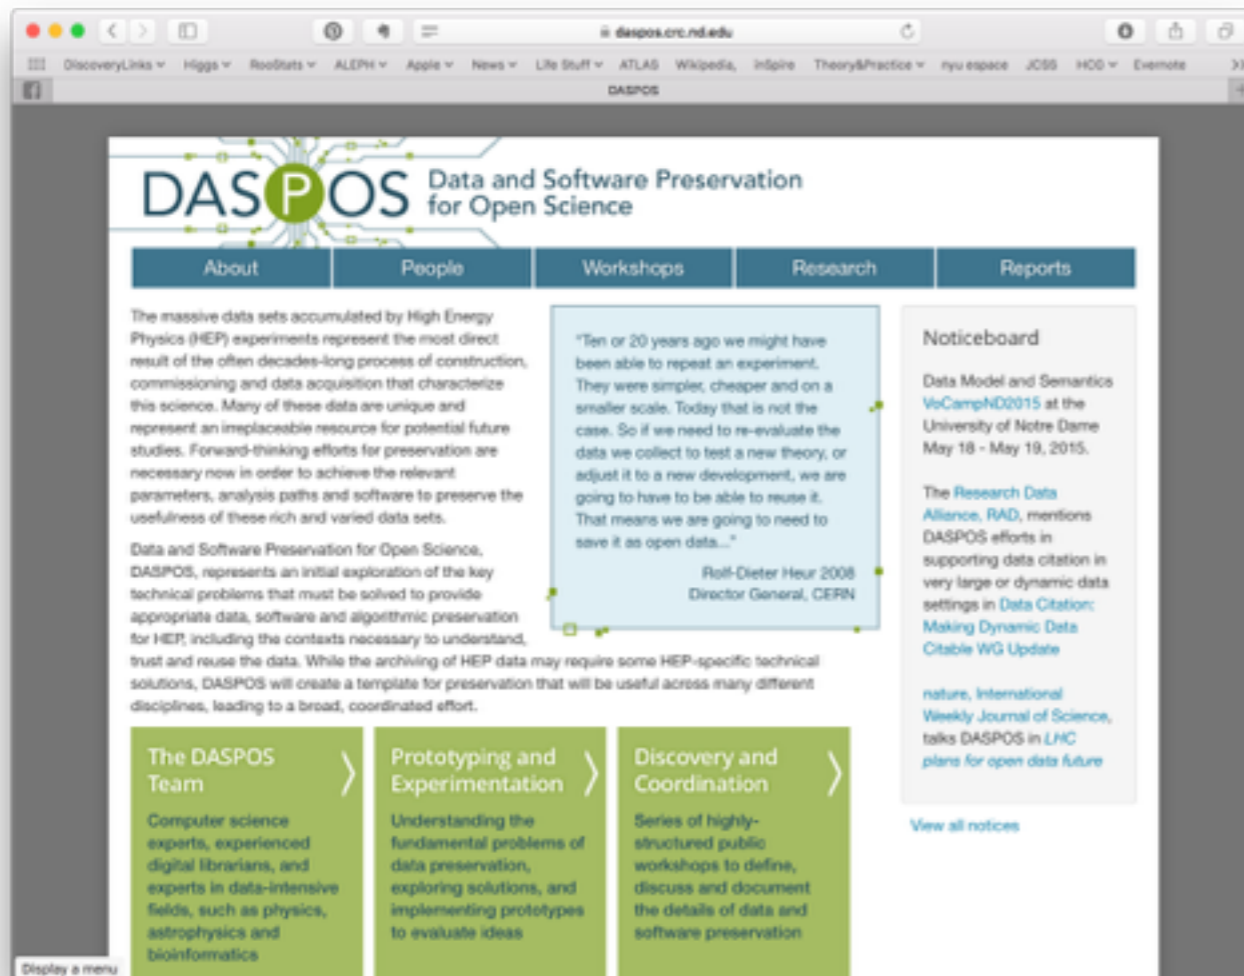 daspos.crc.nd.edu
DiscoveryLinks Higgs RooStats ALEPH Apple News Life Stuff ATLAS Wikipedia, inSpire Theory&Practice nyu espace JCSS HCG Evernote
DASPOS
DASPOS Data and Software Preservation
for Open Science
About People Workshops Research Reports
The massive data sets accumulated by High Energy
Physics (HEP) experiments represent the most direct
result of the often decades-long process of construction,
commissioning and data acquisition that characterize
this science. Many of these data are unique and
represent an irreplaceable resource for potential future
studies. Forward-thinking efforts for preservation are
necessary now in order to achieve the relevant
parameters, analysis paths and software to preserve the
usefulness of these rich and varied data sets.
Data and Software Preservation for Open Science,
DASPOS, represents an initial exploration of the key
technical problems that must be solved to provide
appropriate data, software and algorithmic preservation
for HEP, including the contexts necessary to understand,
trust and reuse the data. While the archiving of HEP data may require some HEP-specific technical
solutions, DASPOS will create a template for preservation that will be useful across many different
disciplines, leading to a broad, coordinated effort.
"Ten or 20 years ago we might have
been able to repeat an experiment.
They were simpler, cheaper and on a
smaller scale. Today that is not the
case. So if we need to re-evaluate the
data we collect to test a new theory, or
adjust it to a new development, we are
going to have to be able to reuse it.
That means we are going to need to
save it as open data..."
Rolf-Dieter Heur 2008
Director General, CERN
Noticeboard
Data Model and Semantics
VoCampND2015 at the
University of Notre Dame
May 18 - May 19, 2015.
The Research Data
Alliance, RAD, mentions
DASPOS efforts in
supporting data citation in
very large or dynamic data
settings in Data Citation:
Making Dynamic Data
Citable WG Update
nature, International
Weekly Journal of Science,
talks DASPOS in LHC
plans for open data future
View all notices
The DASPOS
Team
Computer science
experts, experienced
digital librarians, and
experts in data-intensive
fields, such as physics,
astrophysics and
bioinformatics
Prototyping and
Experimentation
Understanding the
fundamental problems of
data preservation,
exploring solutions, and
implementing prototypes
to evaluate ideas
Discovery and
Coordination
Series of highly-
structured public
workshops to define,
discuss and document
the details of data and
software preservation
Display a menu